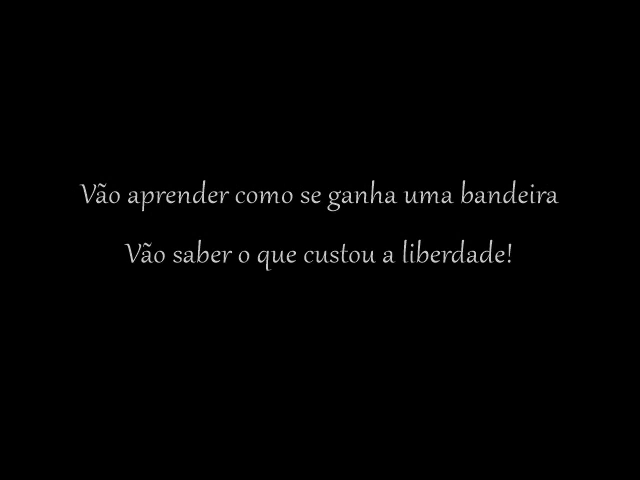 Vão aprender como se ganha uma bandeira
Vão saber o que custou a liberdade!